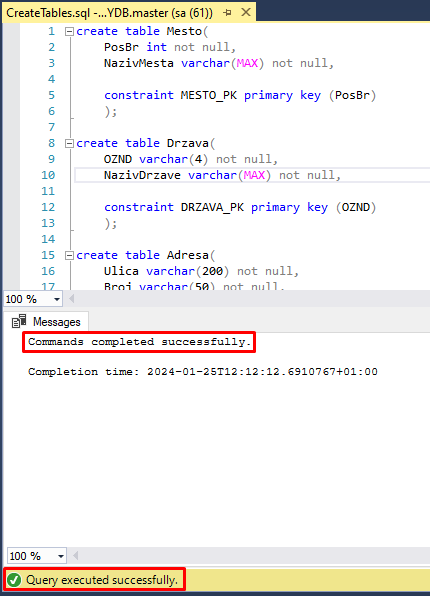 CreateTables.sql -...YDB.master (sa (61))
1 create table Mesto(
2 PosBr int not null,
3 NazivMesta varchar(MAX) not null,
4
5 constraint MESTO_PK primary key (PosBr)
6 );
7
8 create table Drzava(
9 OZND varchar(4) not null,
10 NazivDrzave varchar(MAX) not null,
11
12 constraint DRZAVA_PK primary key (OZND)
13 );
14
15 create table Adresa(
16 Ulica varchar(200) not null,
17 Broj varchar(50) not null,
100 %
Messages
Commands completed successfully.
Completion time: 2024-01-25T12:12:12.6910767+01:00
100 %
Query executed successfully.